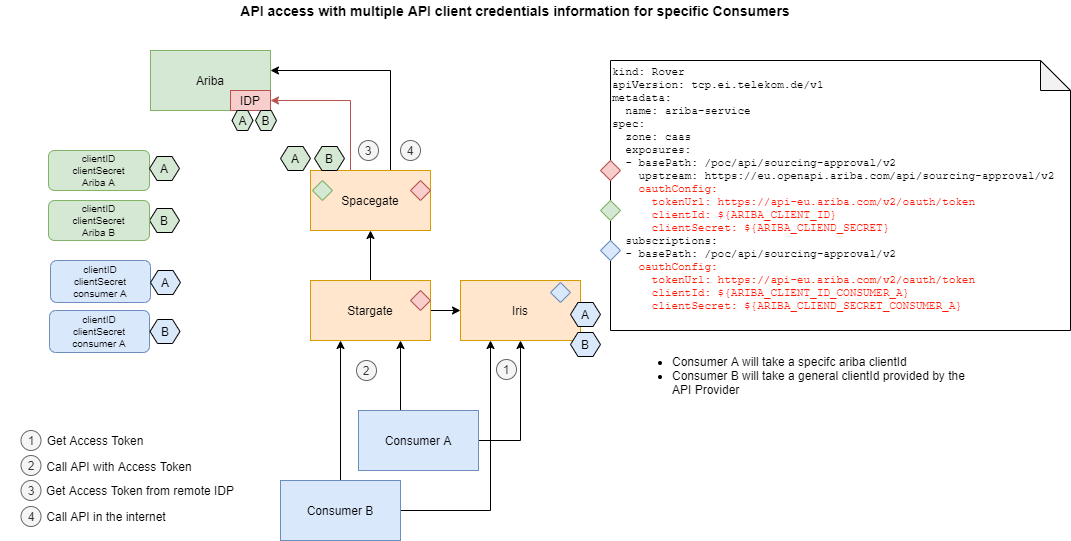 API access with multiple API client credentials information for specific Consumers
Ariba
IDP
A
B
A
B
3
4
Spacegate
clientID
clientSecret
Ariba A
A
clientID
clientSecret
Ariba B
B
clientID
clientSecret
consumer A
A
clientID
clientSecret
consumer A
B
Stargate
Iris
A
B
2
1
Consumer A
Consumer B
1 Get Access Token
2 Call API with Access Token
3 Get Access Token from remote IDP
4 Call API in the internet
kind: Rover
apiVersion: tcp.ei.telekom.de/v1
metadata:
name: ariba-service
spec:
zone: caas
exposures:
- basePath: /poc/api/sourcing-approval/v2
upstream: https://eu.openapi.ariba.com/api/sourcing-approval/v2
oauthConfig:
tokenUrl: https://api-eu.ariba.com/v2/oauth/token
clientId: ${ARIBA_CLIENT_ID}
clientSecret: ${ARIBA_CLIEND_SECRET}
subscriptions:
- basePath: /poc/api/sourcing-approval/v2
oauthConfig:
tokenUrl: https://api-eu.ariba.com/v2/oauth/token
clientId: ${ARIBA_CLIENT_ID_CONSUMER_A}
clientSecret: ${ARIBA_CLIEND_SECRET_CONSUMER_A}
• Consumer A will take a specifc ariba clientId
• Consumer B will take a general clientId provided by the
API Provider